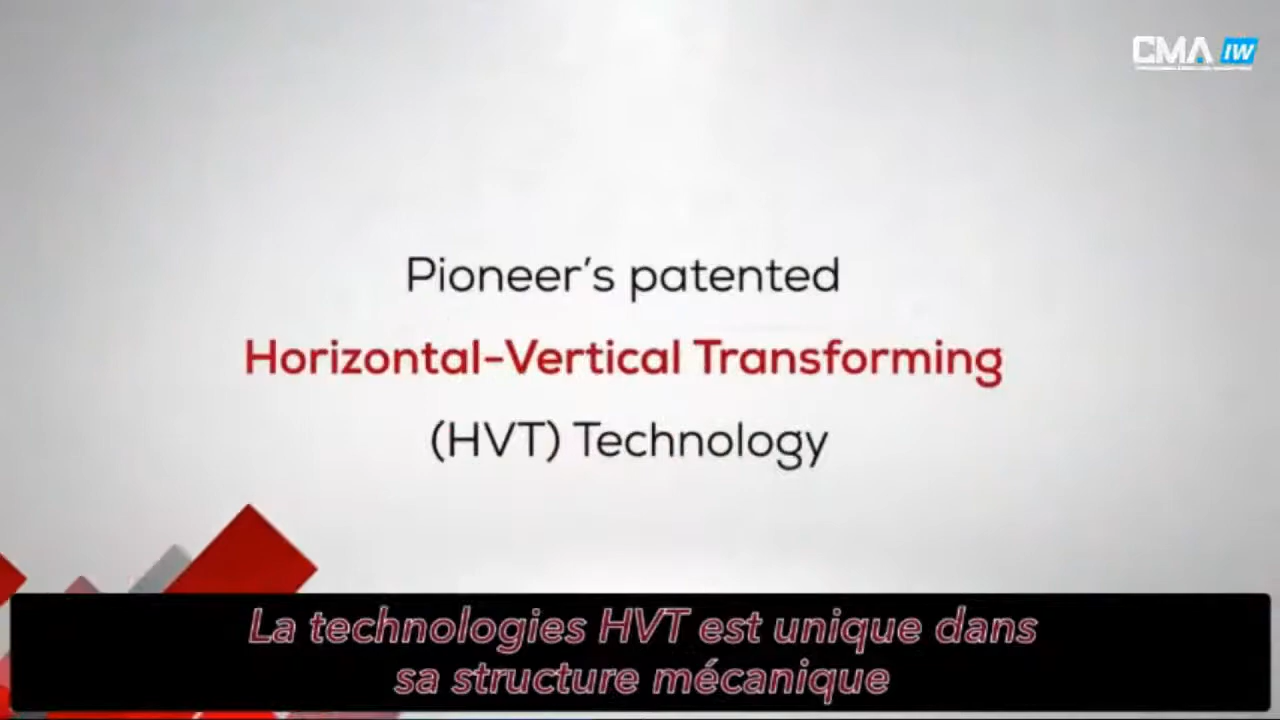 CMA IW
Pioneer's patented
Horizontal-Vertical Transforming
(HVT) Technology
La technologies HVT est unique dans
sa structure mécanique